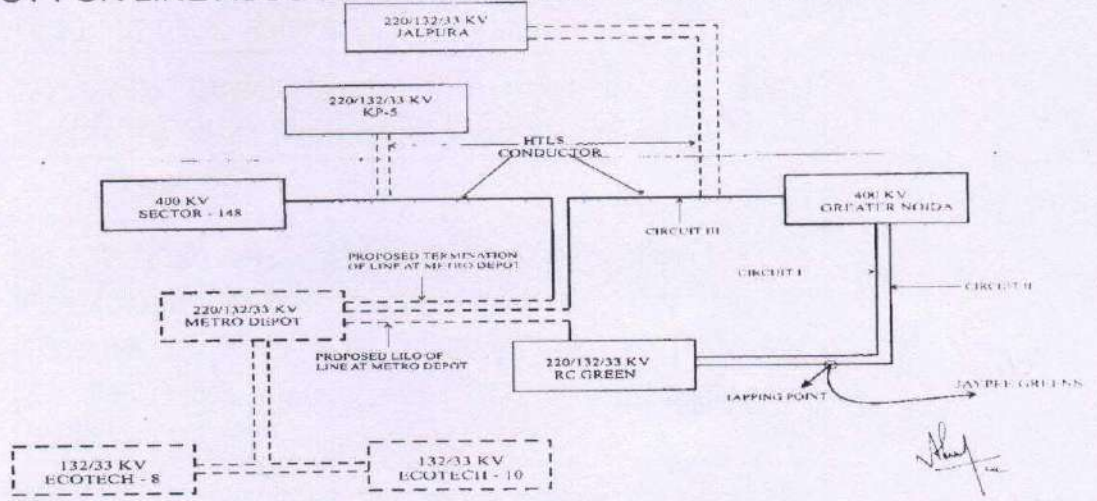 220/132/33 KV
JALPURA
220/132/33 KV
KP-5
HTLS
CONDUCTOR
400 KV
SECTOR - 148
400 KV
GREATER NOIDA
CIRCUIT III
PROPOSED TERMINATION
OF LINE AT METRO DEPOT
CIRCUIT I
CIRCUIT II
220/132/33 KV
METRO DEPOT
PROPOSED LILO OF
LINE AT METRO DEPOT
220/132/33 KV
RC GREEN
TAPPING POINT
JAYPEE GREENS
132/33 KV
ECOTECH - 8
132/33 KV
ECOTECH - 10